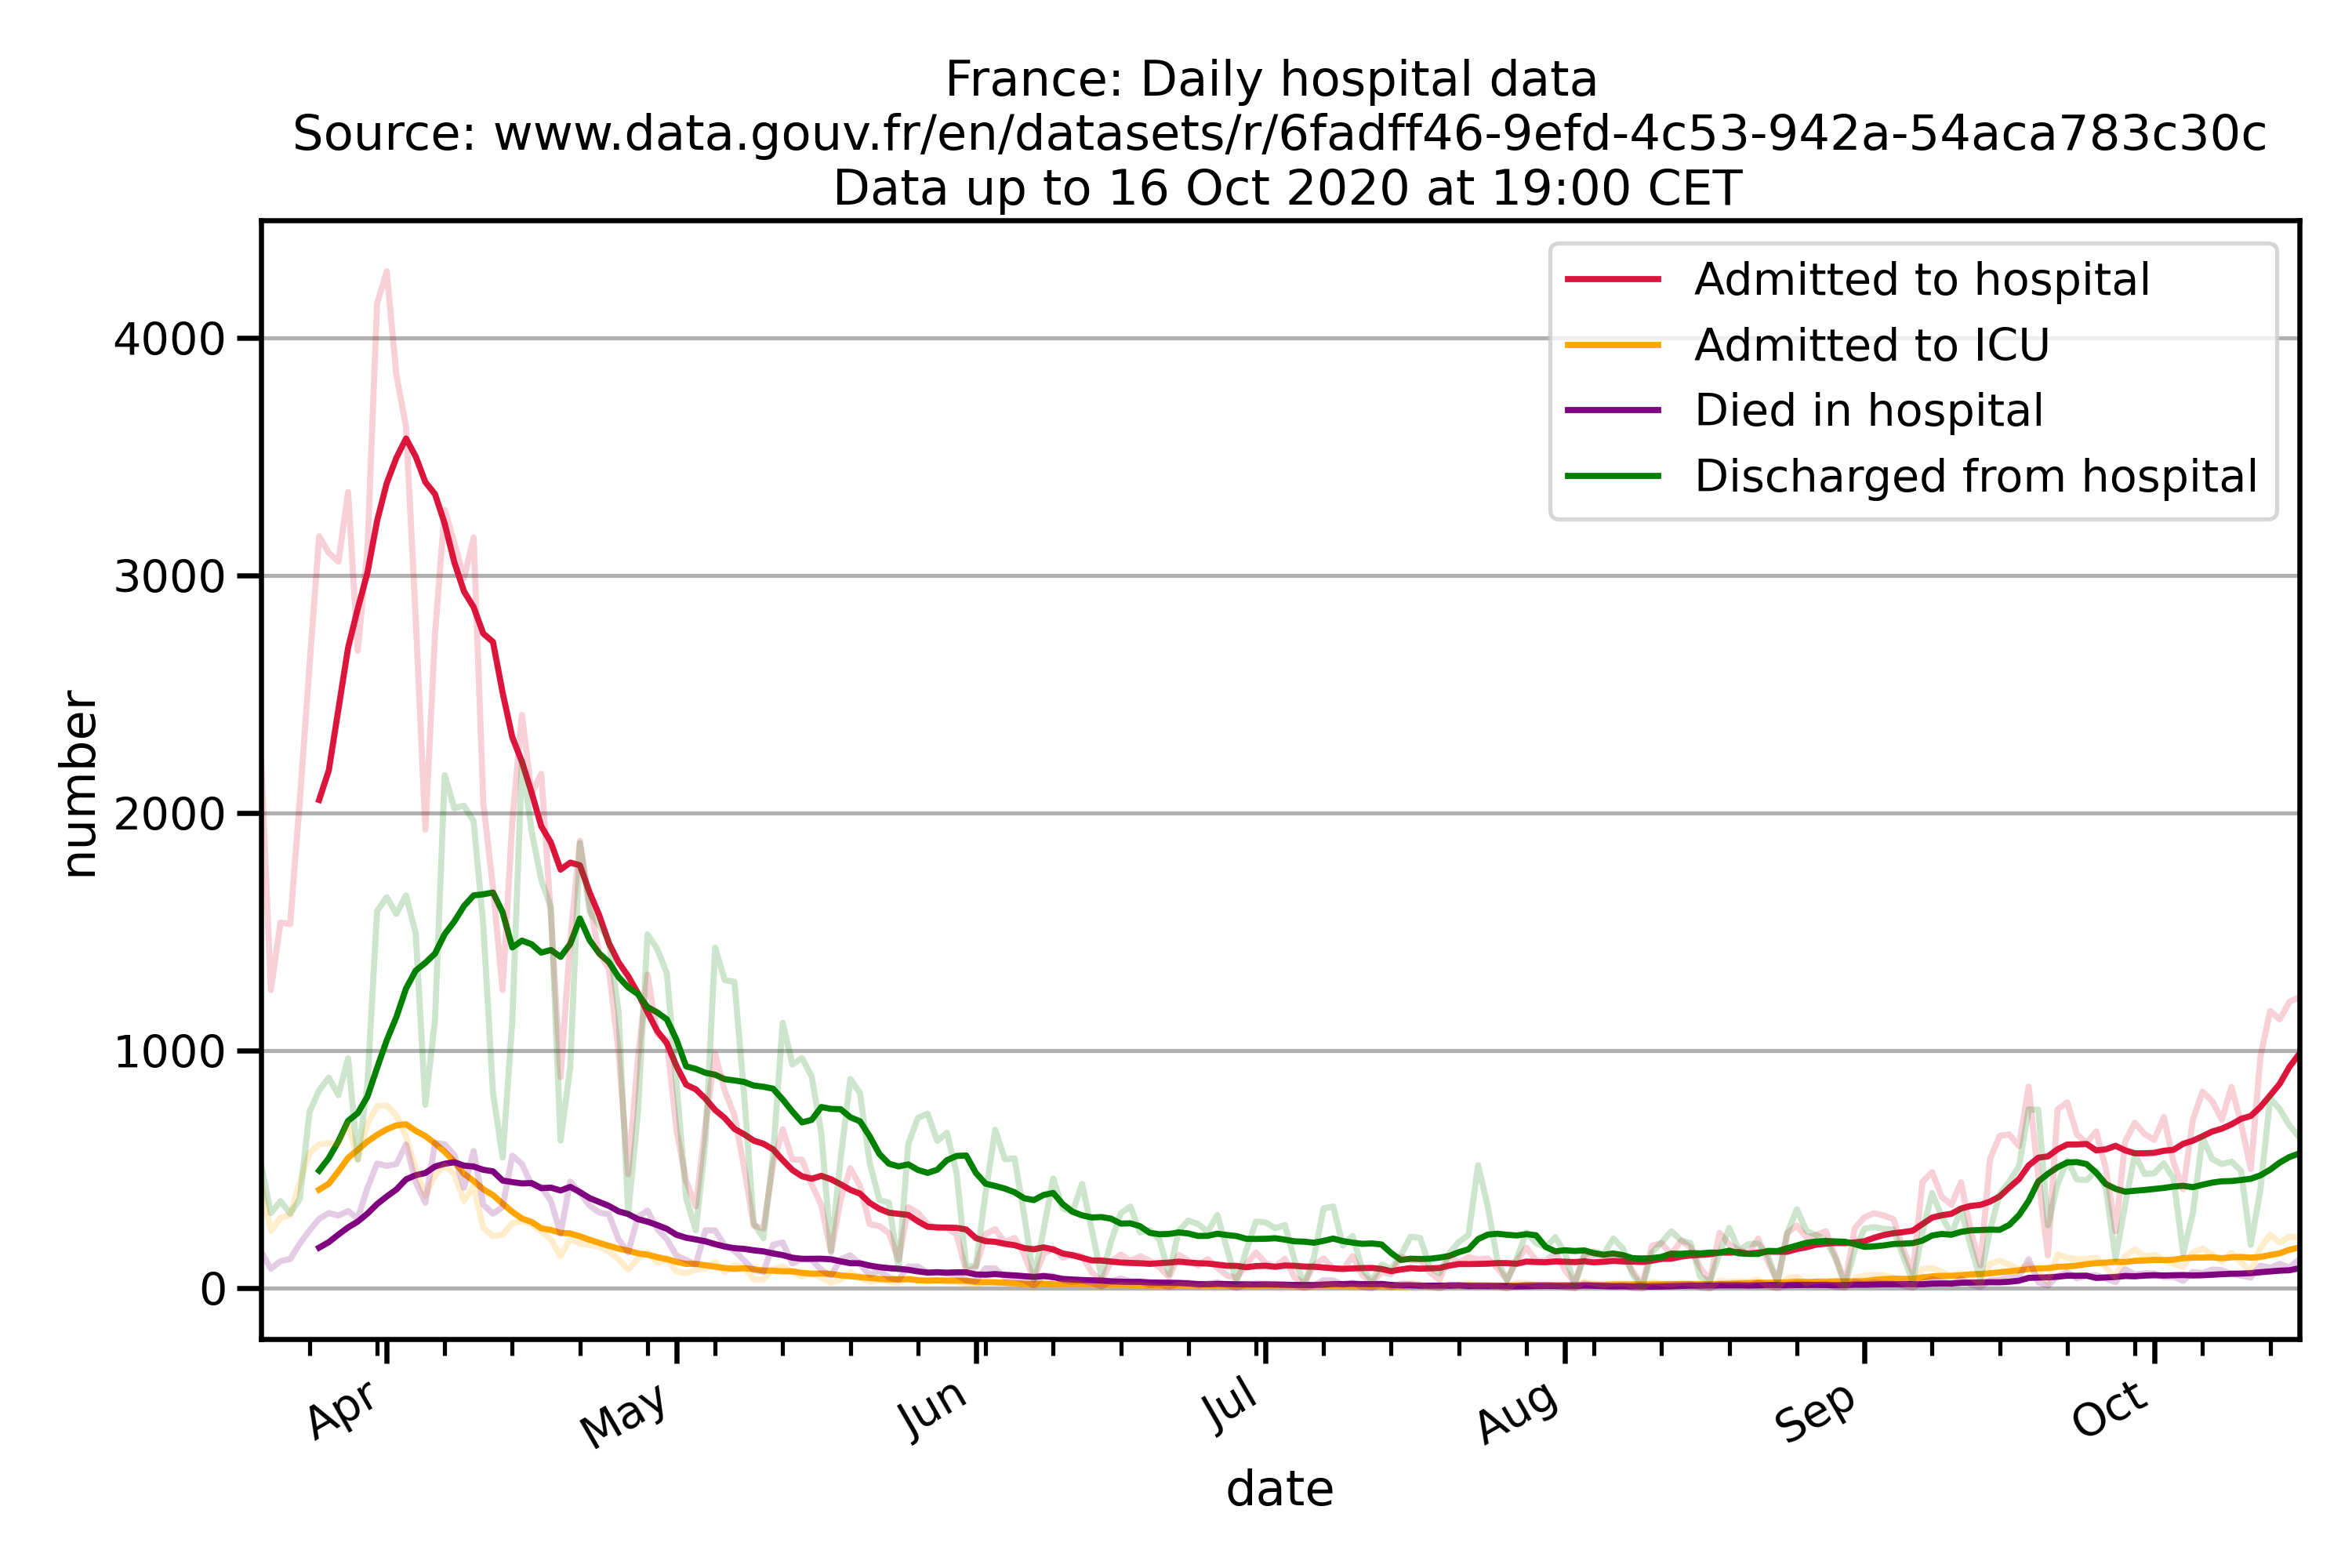 France: Daily hospital data
Source: www.data.gouv.fr/en/datasets/r/6fadff46-9efd-4c53-942a-54aca783c30c
Data up to 16 Oct 2020 at 19:00 CET
Admitted to hospital
Admitted to ICU
Died in hospital
Discharged from hospital
number
4000
3000
2000
1000
0
Apr
May
Jun
Jul
Aug
Sep
Oct
date